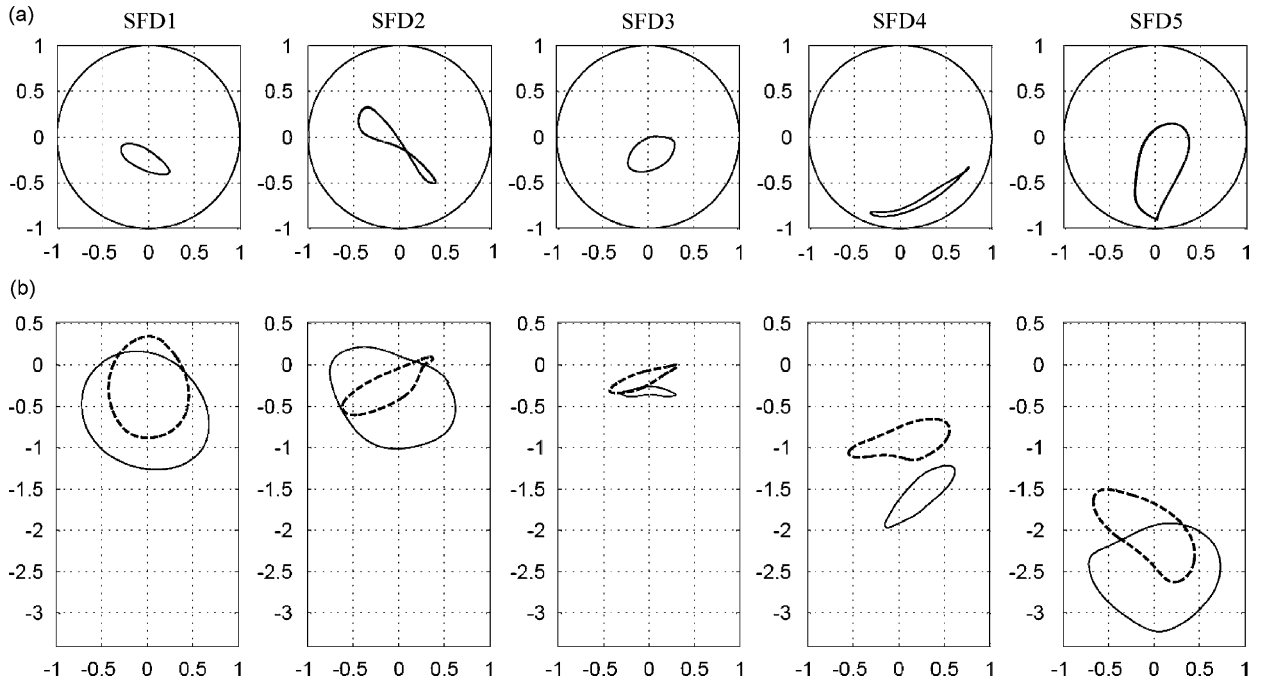 (a)
SFD1 SFD2 SFD3 SFD4 SFD5
1 1 1 1 1
0.5 0.5 0.5 0.5 0.5
0 0 0 0 0
-0.5 -0.5 -0.5 -0.5 -0.5
-1 -1 -1 -1 -1
-1 -0.5 0 0.5 1 -1 -0.5 0 0.5 1 -1 -0.5 0 0.5 1 -1 -0.5 0 0.5 1 -1 -0.5 0 0.5 1
(b)
0.5 0.5 0.5 0.5 0.5
0 0 0 0 0
-0.5 -0.5 -0.5 -0.5 -0.5
-1 -1 -1 -1 -1
-1.5 -1.5 -1.5 -1.5 -1.5
-2 -2 -2 -2 -2
-2.5 -2.5 -2.5 -2.5 -2.5
-3 -3 -3 -3 -3
-1 -0.5 0 0.5 1 -1 -0.5 0 0.5 1 -1 -0.5 0 0.5 1 -1 -0.5 0 0.5 1 -1 -0.5 0 0.5 1